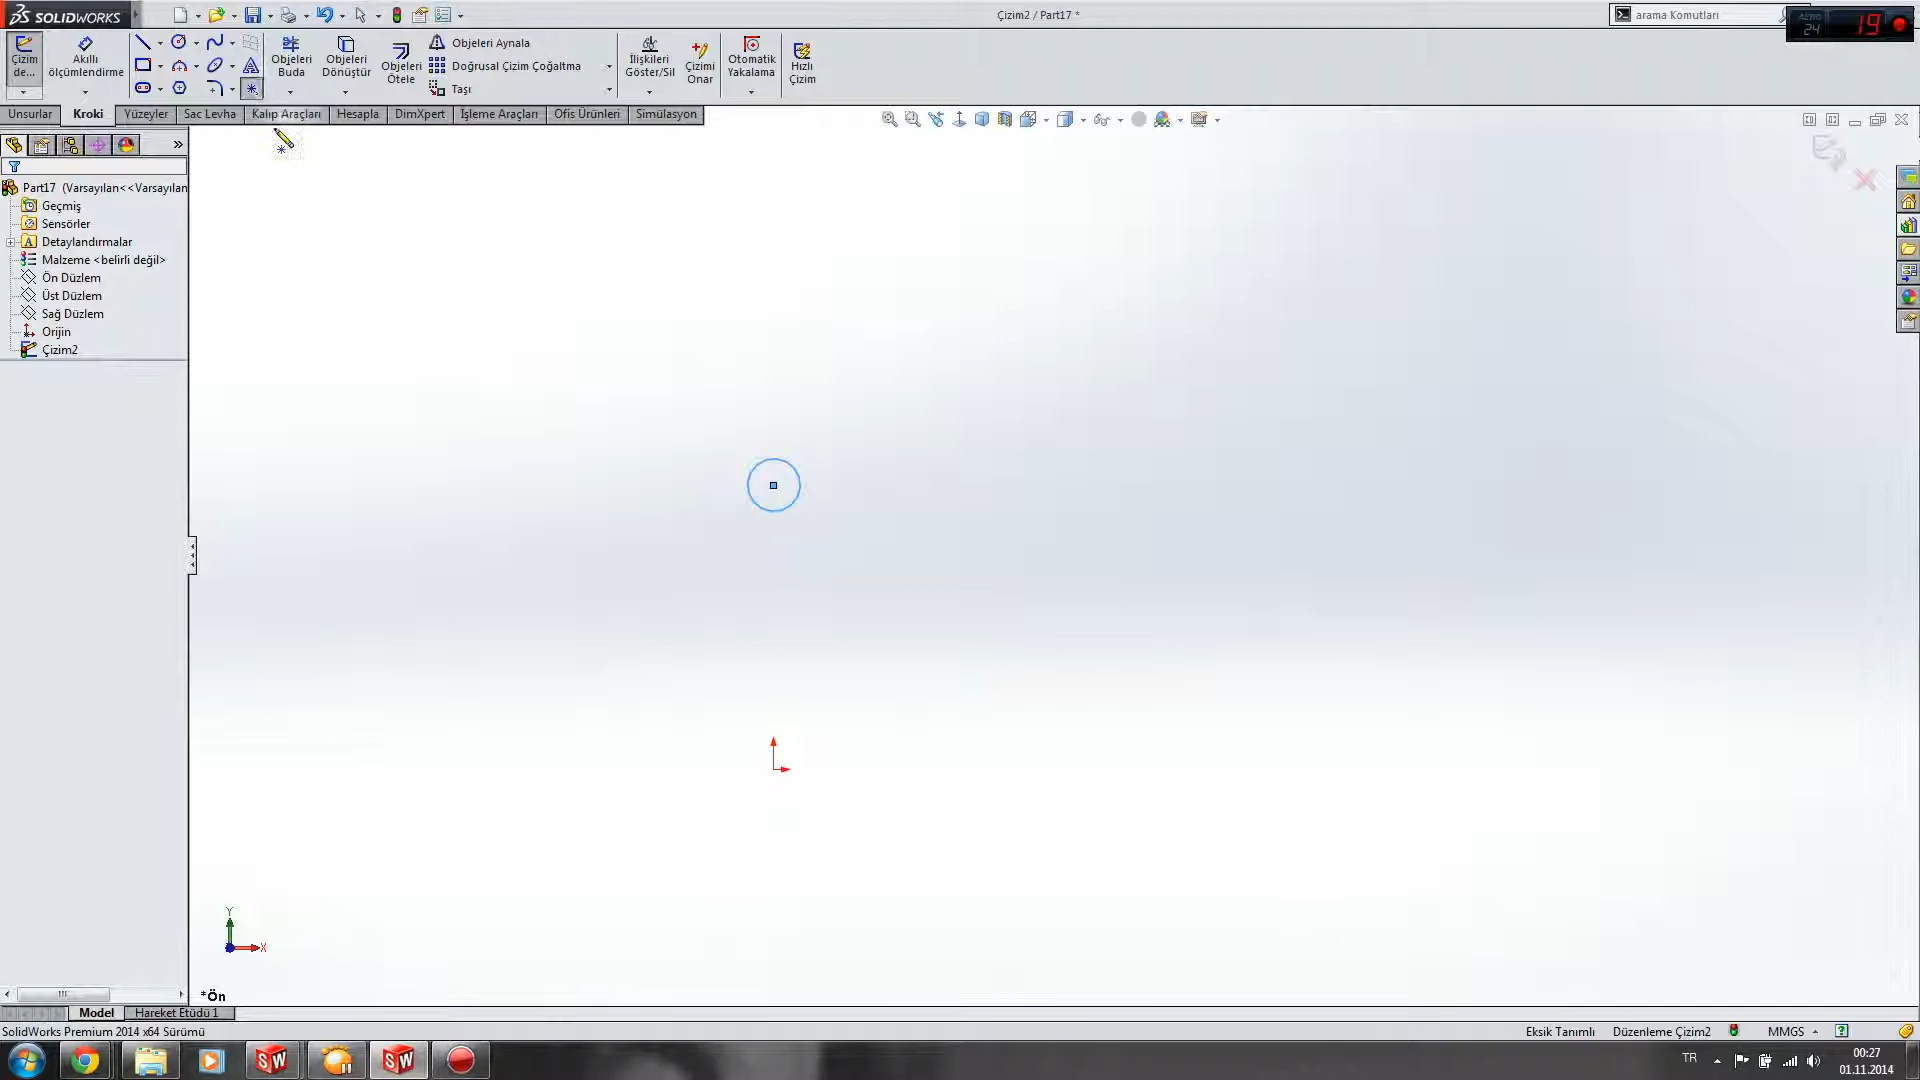 SOLIDWORKS
Çizim2 / Part17 *
arama Komutları
24
19
Çizim de...
Akıllı ölçümlendirme
Objeleri Buda
Objeleri Dönüştür
Objeleri Ötele
Objeleri Aynala
Doğrusal Çizim Çoğaltma
Taşı
İlişkileri Göster/Sil
Çizimi Onar
Otomatik Yakalama
Hızlı Çizim
Unsurlar
Kroki
Yüzeyler
Sac Levha
Kalıp Araçları
Hesapla
DimXpert
İşleme Araçları
Ofis Ürünleri
Simülasyon
Part17 (Varsayılan<<Varsayılan
Geçmiş
Sensörler
Detaylandırmalar
Malzeme <belirli değil>
Ön Düzlem
Üst Düzlem
Sağ Düzlem
Orijin
Çizim2
Y
X
*Ön
Model
Hareket Etüdü 1
SolidWorks Premium 2014 x64 Sürümü
Eksik Tanımlı
Düzenleme Çizim2
MMGS
TR
00:27
01.11.2014